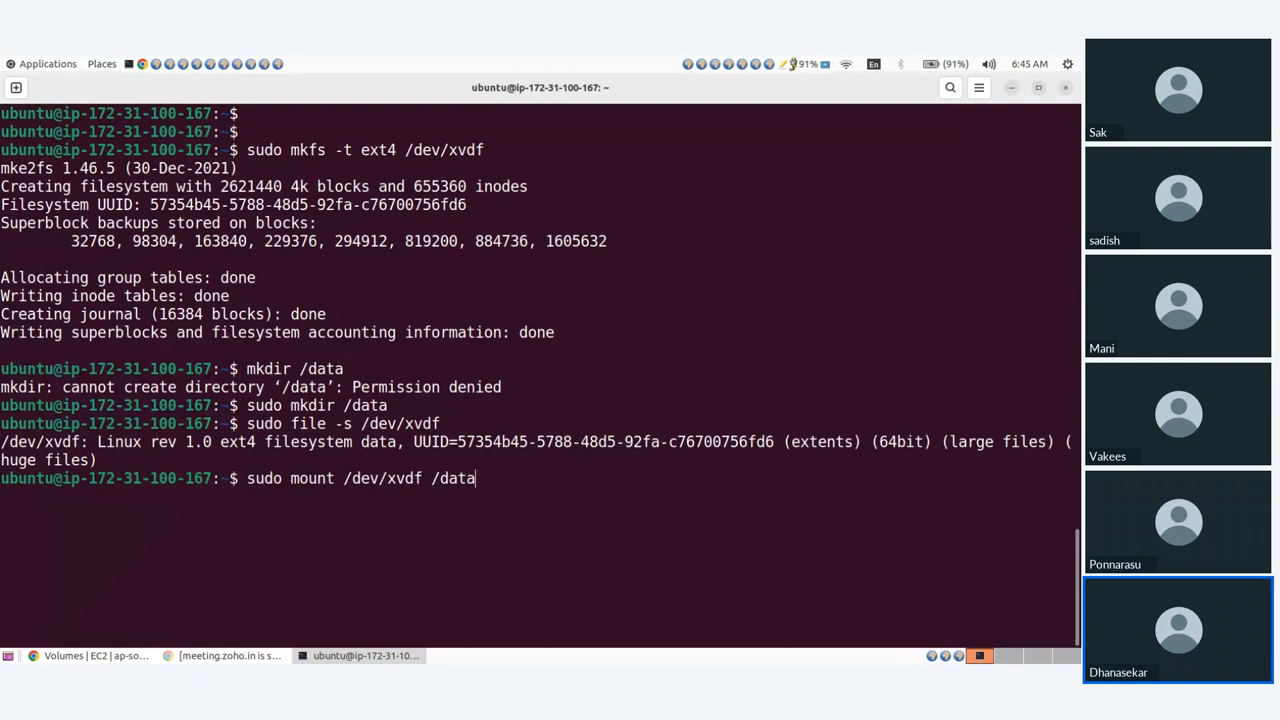 Applications Places 91% En (91%) 6:45 AM
ubuntu@ip-172-31-100-167: ~
ubuntu@ip-172-31-100-167:~$
ubuntu@ip-172-31-100-167:~$
ubuntu@ip-172-31-100-167:~$ sudo mkfs -t ext4 /dev/xvdf
mke2fs 1.46.5 (30-Dec-2021)
Creating filesystem with 2621440 4k blocks and 655360 inodes
Filesystem UUID: 57354b45-5788-48d5-92fa-c76700756fd6
Superblock backups stored on blocks:
32768, 98304, 163840, 229376, 294912, 819200, 884736, 1605632
Allocating group tables: done
Writing inode tables: done
Creating journal (16384 blocks): done
Writing superblocks and filesystem accounting information: done
ubuntu@ip-172-31-100-167:~$ mkdir /data
mkdir: cannot create directory ‘/data’: Permission denied
ubuntu@ip-172-31-100-167:~$ sudo mkdir /data
ubuntu@ip-172-31-100-167:~$ sudo file -s /dev/xvdf
/dev/xvdf: Linux rev 1.0 ext4 filesystem data, UUID=57354b45-5788-48d5-92fa-c76700756fd6 (extents) (64bit) (large files) (
huge files)
ubuntu@ip-172-31-100-167:~$ sudo mount /dev/xvdf /data
Volumes | EC2 | ap-so... [meeting.zoho.in is s... ubuntu@ip-172-31-10...
Sak
sadish
Mani
Vakees
Ponnarasu
Dhanasekar